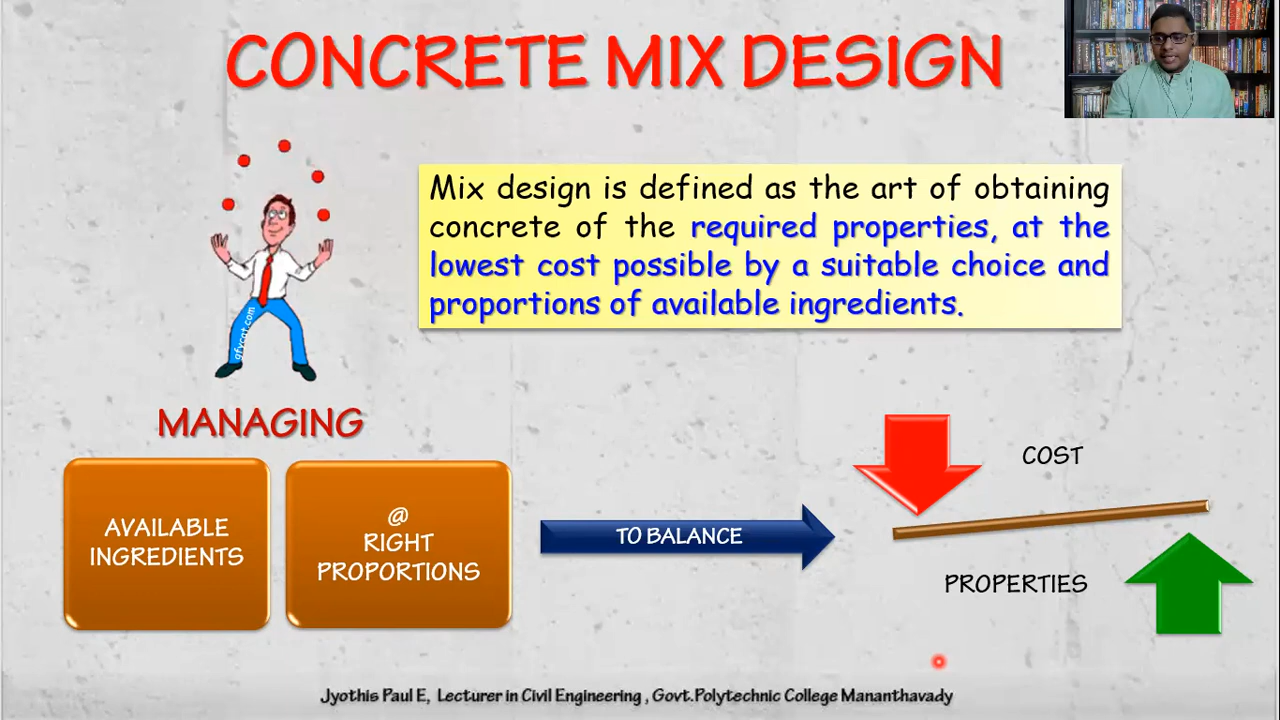 CONCRETE MIX DESIGN
Mix design is defined as the art of obtaining
concrete of the required properties, at the
lowest cost possible by a suitable choice and
proportions of available ingredients.
gfycat.com
MANAGING
AVAILABLE
INGREDIENTS
@
RIGHT
PROPORTIONS
TO BALANCE
COST
PROPERTIES
Jyothis Paul E, Lecturer in Civil Engineering , Govt.Polytechnic College Mananthavady